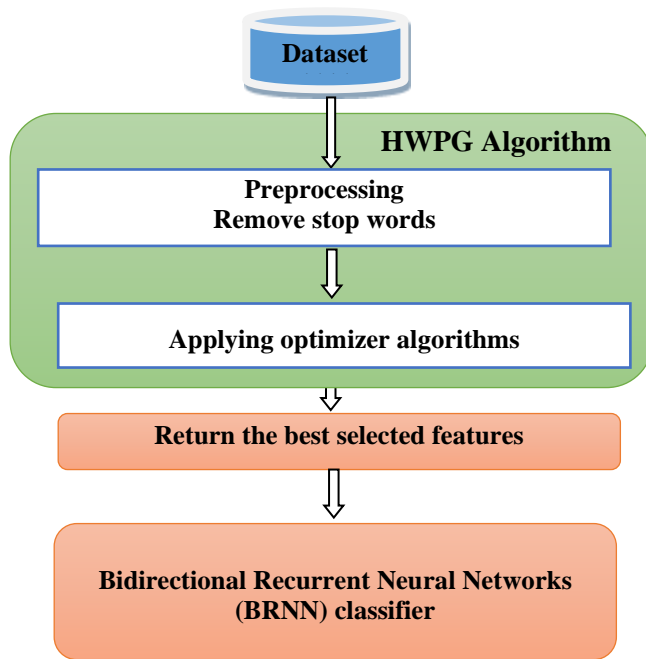 Dataset
HWPG Algorithm
Preprocessing
Remove stop words
Applying optimizer algorithms
Return the best selected features
Bidirectional Recurrent Neural Networks
(BRNN) classifier